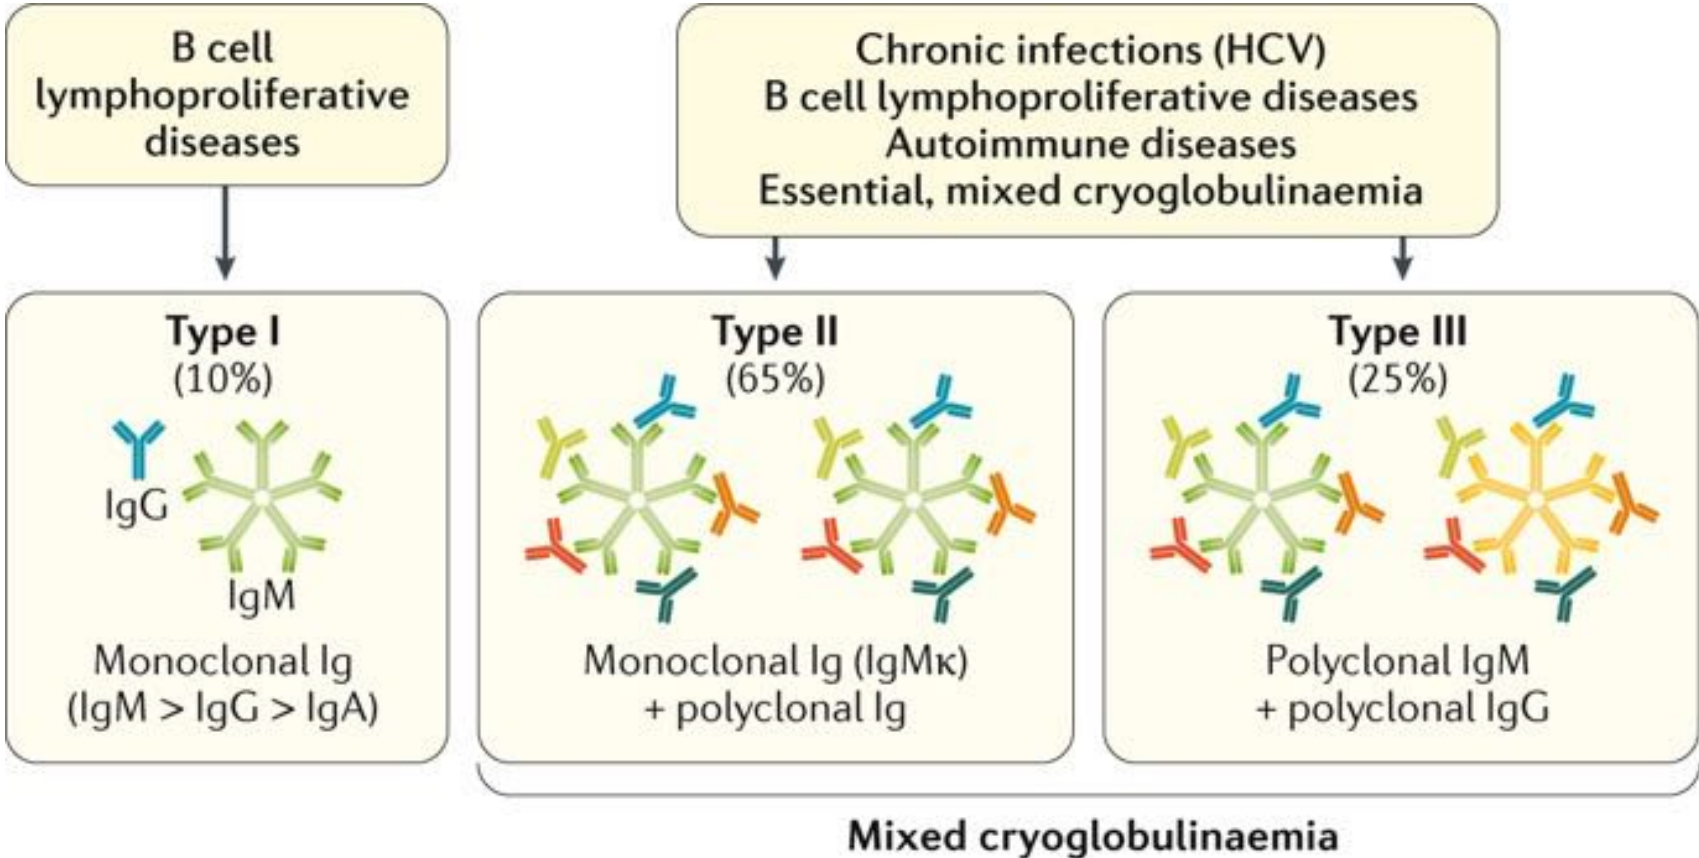 B cell
lymphoproliferative
diseases
Chronic infections (HCV)
B cell lymphoproliferative diseases
Autoimmune diseases
Essential, mixed cryoglobulinaemia
Type I
(10%)
IgG
IgM
Monoclonal Ig
(IgM > IgG > IgA)
Type II
(65%)
Monoclonal Ig (IgMκ)
+ polyclonal Ig
Type III
(25%)
Polyclonal IgM
+ polyclonal IgG
Mixed cryoglobulinaemia